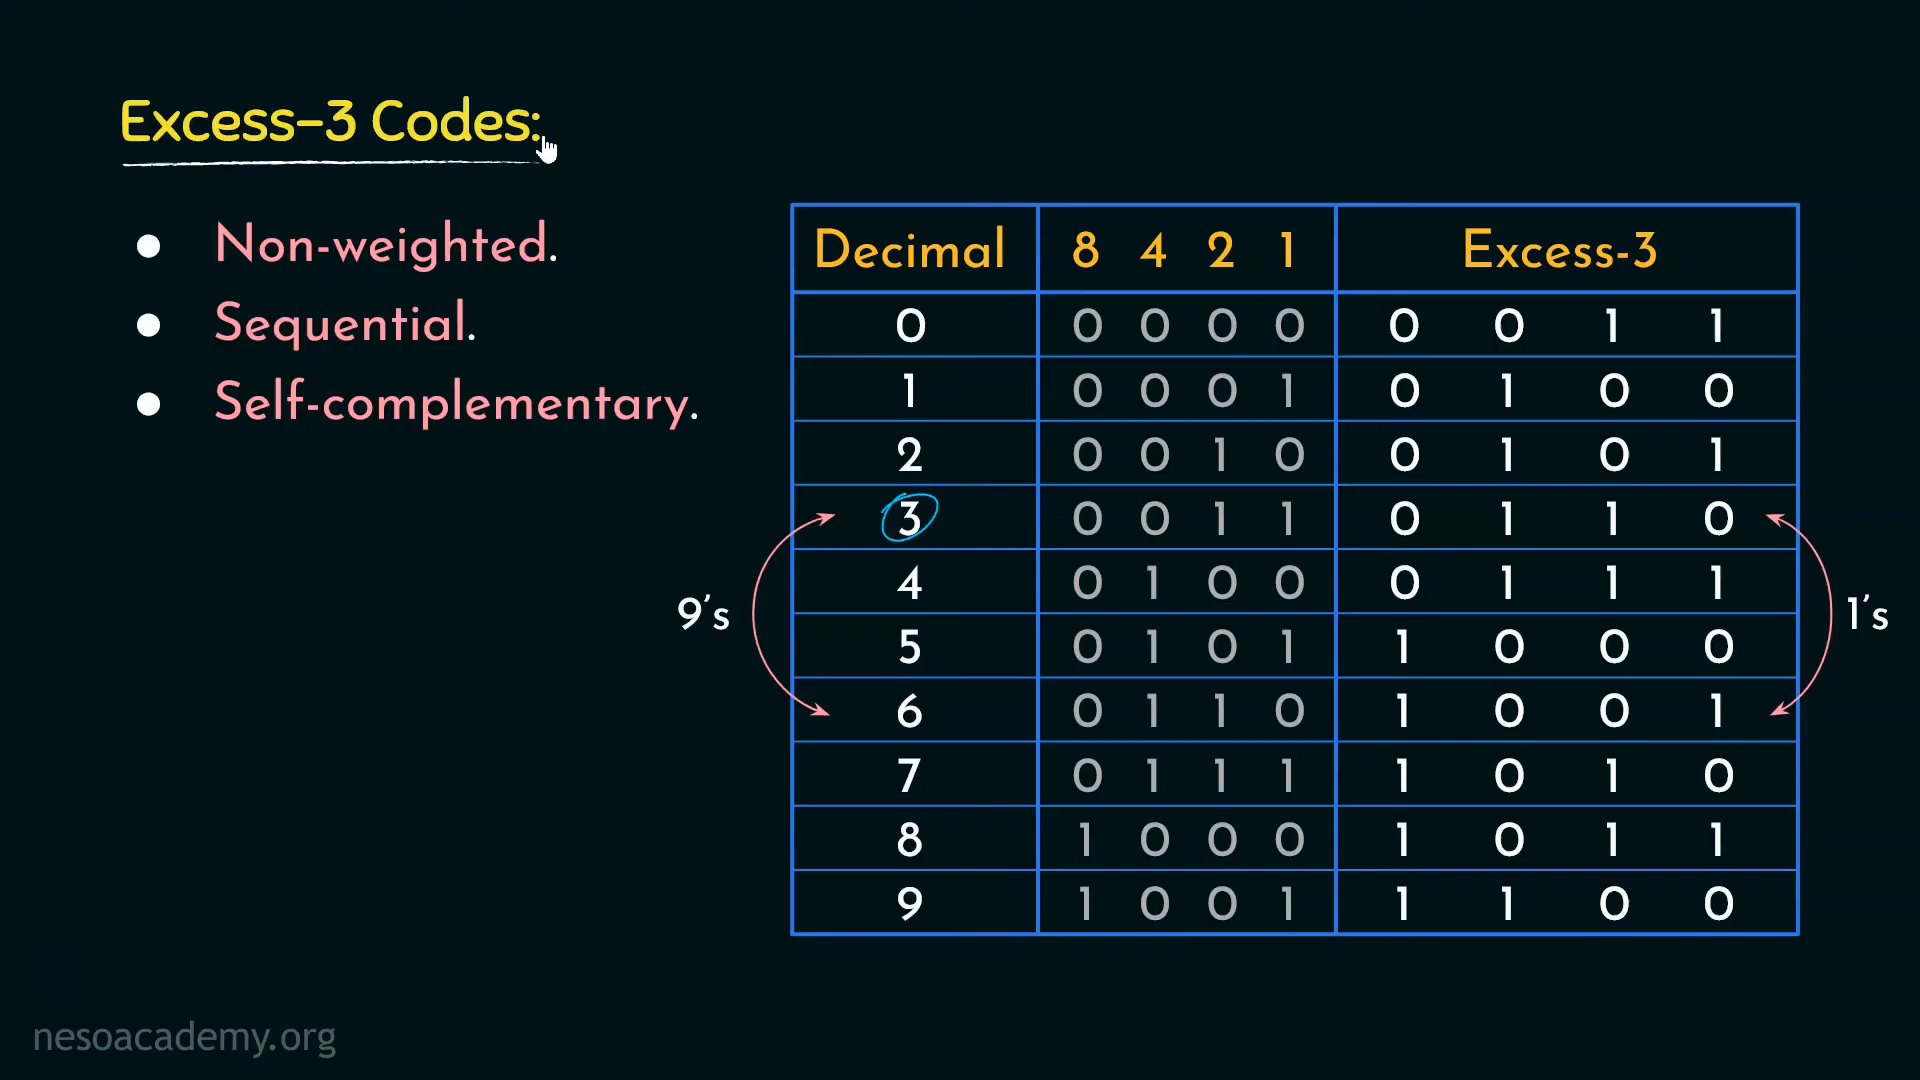 Excess-3 Codes:
● Non-weighted.
● Sequential.
● Self-complementary.
Decimal 8 4 2 1 Excess-3
0 0 0 0 0 0 0 1 1
1 0 0 0 1 0 1 0 0
2 0 0 1 0 0 1 0 1
3 0 0 1 1 0 1 1 0
4 0 1 0 0 0 1 1 1
9's 1's
5 0 1 0 1 1 0 0 0
6 0 1 1 0 1 0 0 1
7 0 1 1 1 1 0 1 0
8 1 0 0 0 1 0 1 1
9 1 0 0 1 1 1 0 0
nesoacademy.org